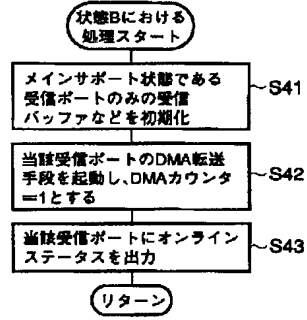 状態Bにおける
処理スタート
メインサポート状態である
受信ポートのみの受信
バッファなどを初期化
S41
当該受信ポートのDMA転送
手段を起動し、DMAカウンタ
=1とする
S42
当該受信ポートにオンライン
ステータスを出力
S43
リターン